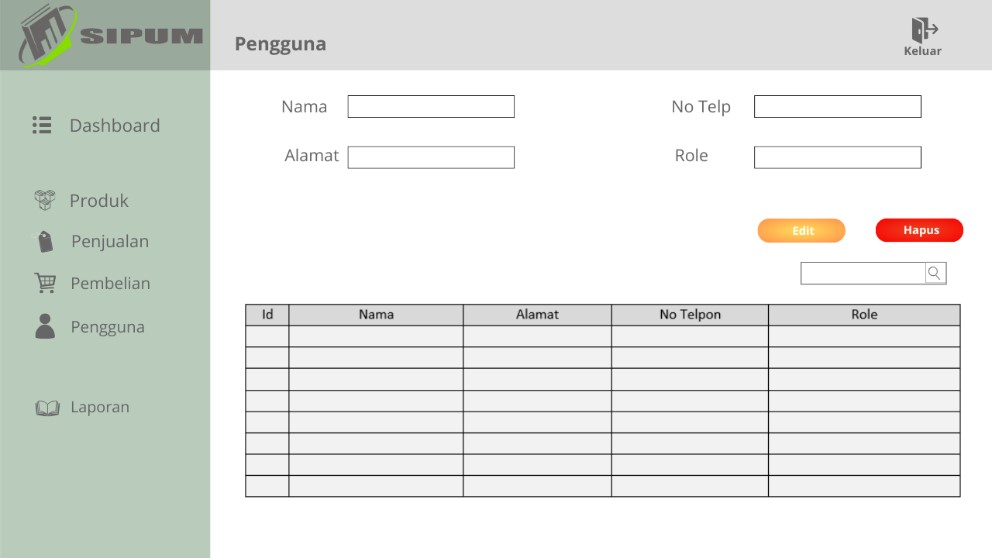 SIPUM
Pengguna
Keluar
Dashboard
Produk
Penjualan
Pembelian
Pengguna
Laporan
Nama
No Telp
Alamat
Role
Edit
Hapus
Id Nama Alamat No Telpon Role